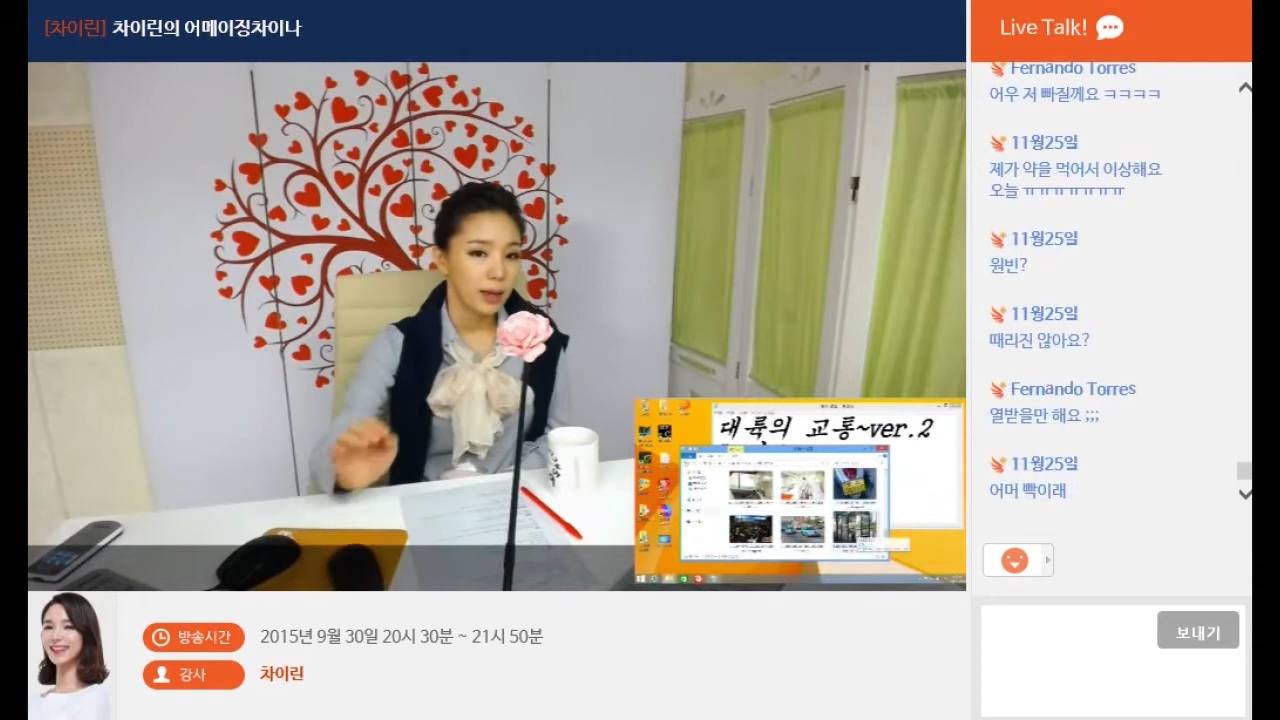 [차이린] 차이린의 어메이징차이나
Live Talk!
Fernando Torres
어우 저 빠질께요 ㅋㅋㅋㅋ
11월25일
제가 약을 먹어서 이상해요
오늘 ㅠㅠㅠㅠㅠㅠㅠ
11월25일
원빈?
11월25일
때리진 않아요?
Fernando Torres
열받을만 해요 ;;;
11월25일
어머 빡이래
대륙의 교통~ver.2
보내기
방송시간 2015년 9월 30일 20시 30분 ~ 21시 50분
강사 차이린